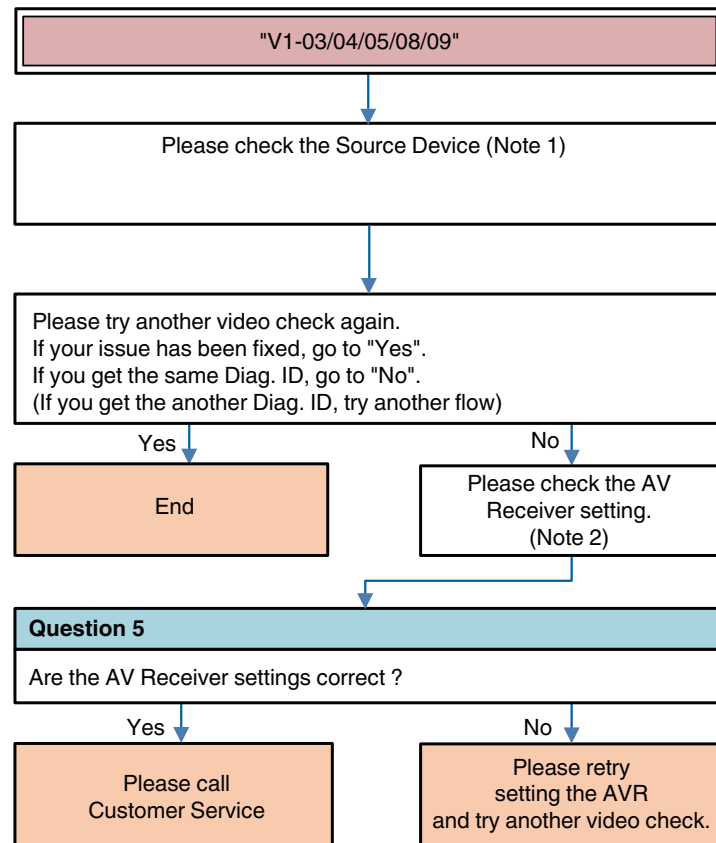 "V1-03/04/05/08/09"
Please check the Source Device (Note 1)
Please try another video check again.
If your issue has been fixed, go to "Yes".
If you get the same Diag. ID, go to "No".
(If you get the another Diag. ID, try another flow)
Yes
No
End
Please check the AV
Receiver setting.
(Note 2)
Question 5
Are the AV Receiver settings correct ?
Yes
No
Please call
Customer Service
Please retry
setting the AVR
and try another video check.